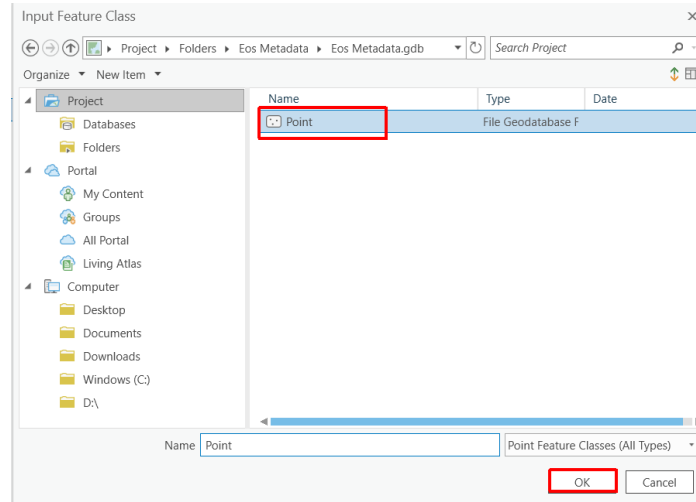 Input Feature Class
Project Folders Eos Metadata Eos Metadata.gdb Search Project
Organize New Item
Project
Databases
Folders
Portal
My Content
Groups
All Portal
Living Atlas
Computer
Desktop
Documents
Downloads
Windows (C:)
D:\
Name Type Date
Point File Geodatabase F
Name Point Point Feature Classes (All Types)
OK Cancel